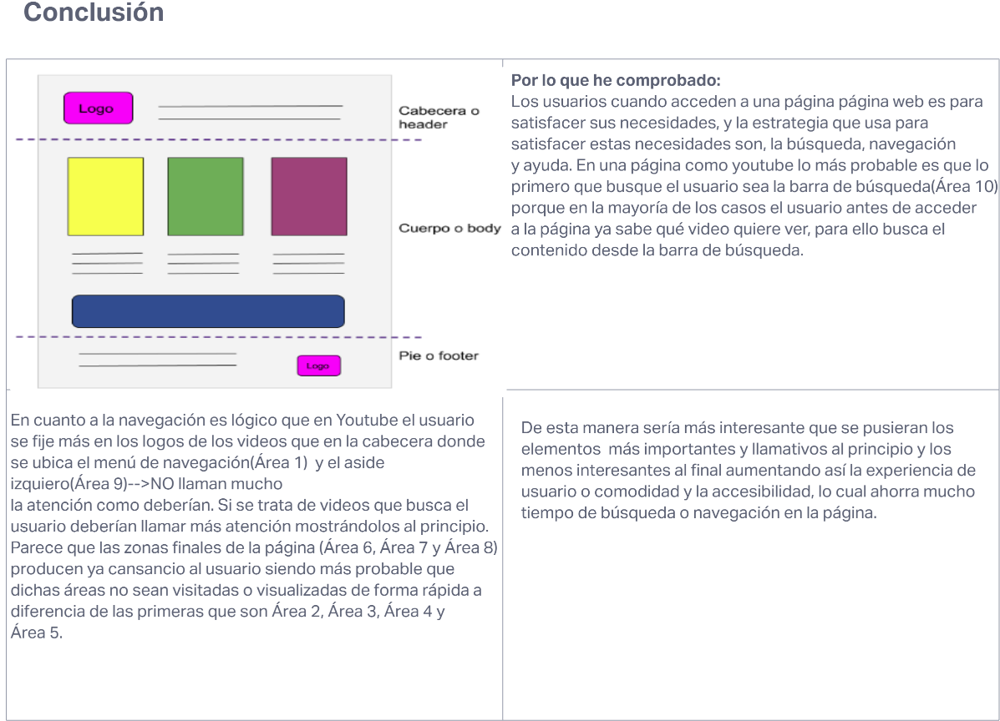 Conclusión
Logo
Cabecera o
header
Cuerpo o body
Pie o footer
Logo
Por lo que he comprobado:
Los usuarios cuando acceden a una página página web es para
satisfacer sus necesidades, y la estrategia que usa para
satisfacer estas necesidades son, la búsqueda, navegación
y ayuda. En una página como youtube lo más probable es que lo
primero que busque el usuario sea la barra de búsqueda(Área 10)
porque en la mayoría de los casos el usuario antes de acceder
a la página ya sabe qué video quiere ver, para ello busca el
contenido desde la barra de búsqueda.
En cuanto a la navegación es lógico que en Youtube el usuario
se fije más en los logos de los videos que en la cabecera donde
se ubica el menú de navegación(Área 1)  y el aside
izquiero(Área 9)-->NO llaman mucho
la atención como deberían. Si se trata de videos que busca el
usuario deberían llamar más atención mostrándolos al principio.
Parece que las zonas finales de la página (Área 6, Área 7 y Área 8)
producen ya cansancio al usuario siendo más probable que
dichas áreas no sean visitadas o visualizadas de forma rápida a
diferencia de las primeras que son Área 2, Área 3, Área 4 y
Área 5.
De esta manera sería más interesante que se pusieran los
elementos  más importantes y llamativos al principio y los
menos interesantes al final aumentando así la experiencia de
usuario o comodidad y la accesibilidad, lo cual ahorra mucho
tiempo de búsqueda o navegación en la página.